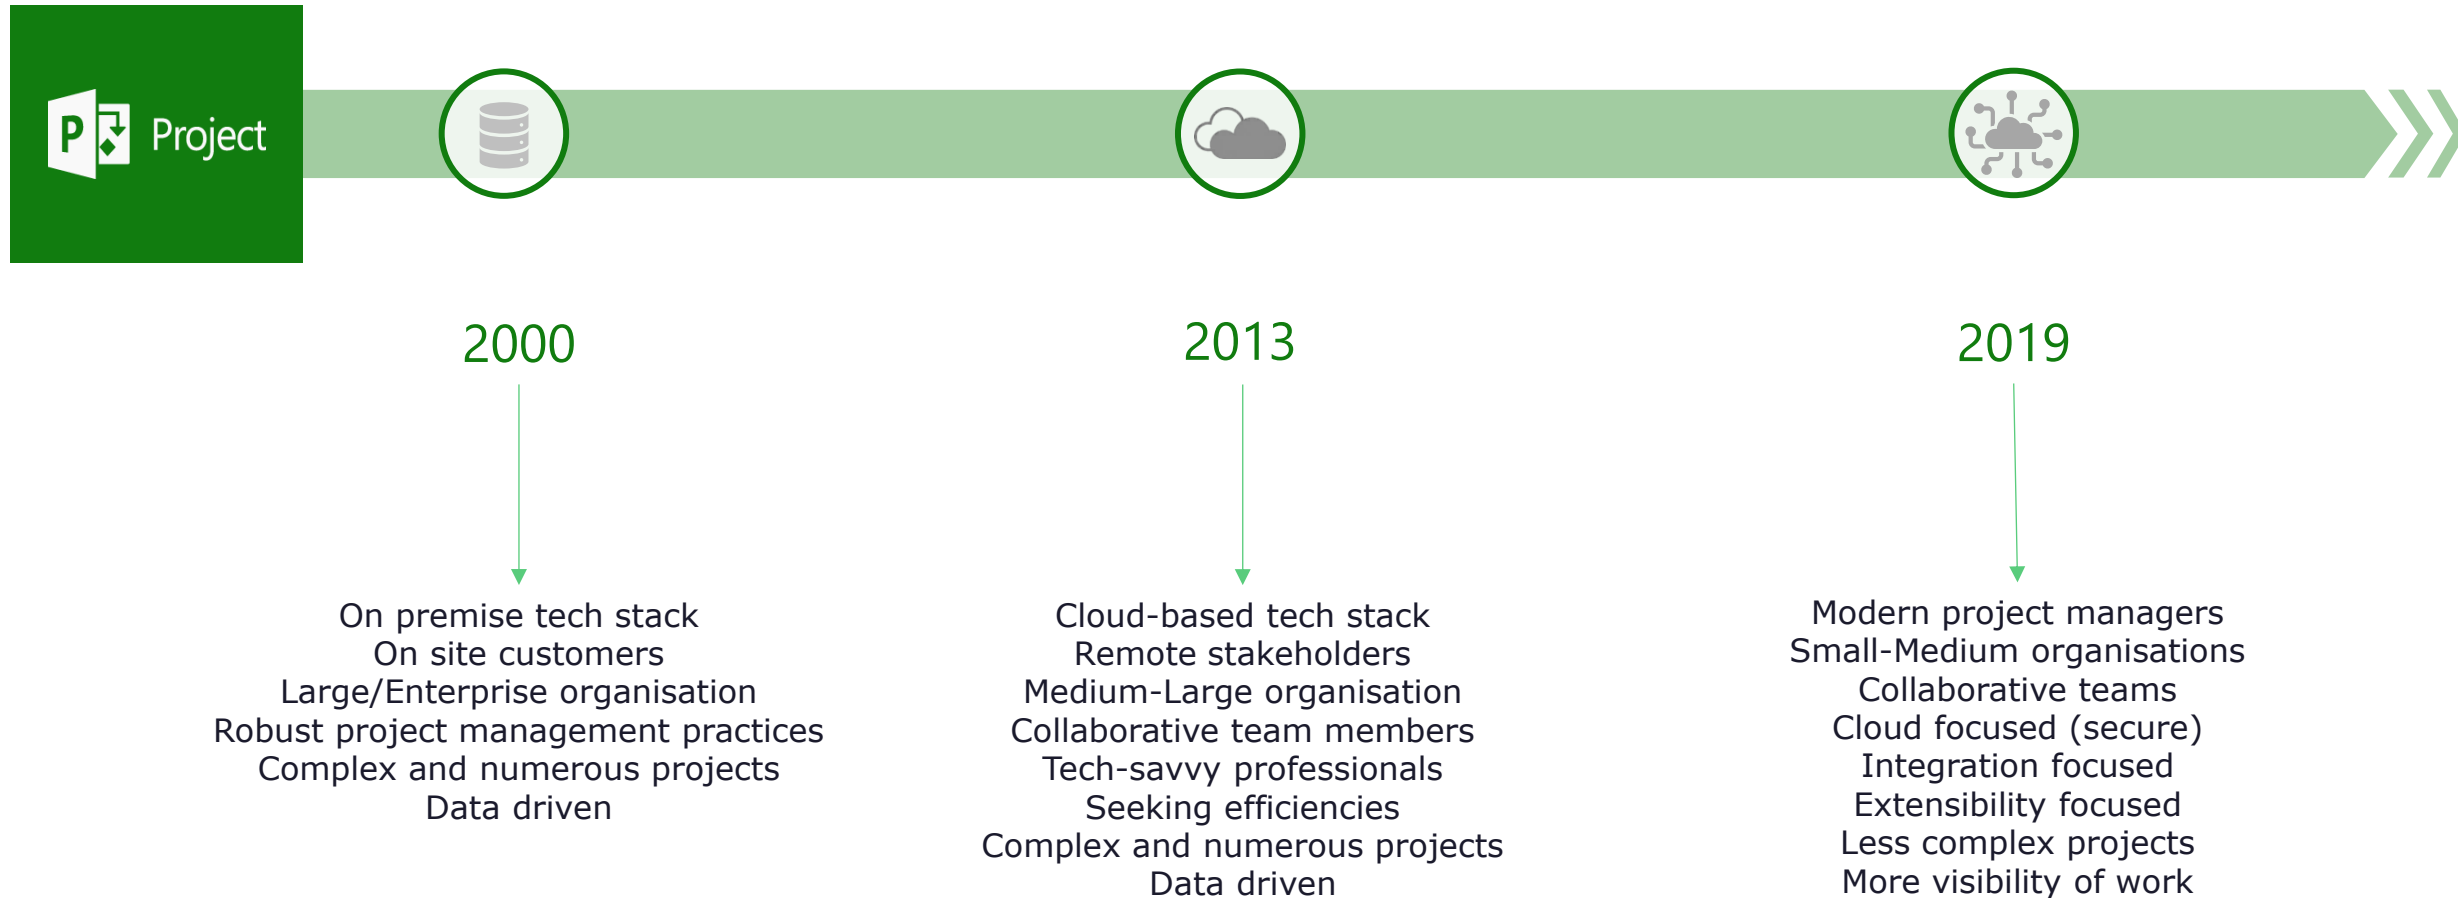 P
Project
2000
On premise tech stack
On site customers
Large/Enterprise organisation
Robust project management practices
Complex and numerous projects
Data driven
2013
Cloud-based tech stack
Remote stakeholders
Medium-Large organisation
Collaborative team members
Tech-savvy professionals
Seeking efficiencies
Complex and numerous projects
Data driven
2019
Modern project managers
Small-Medium organisations
Collaborative teams
Cloud focused (secure)
Integration focused
Extensibility focused
Less complex projects
More visibility of work